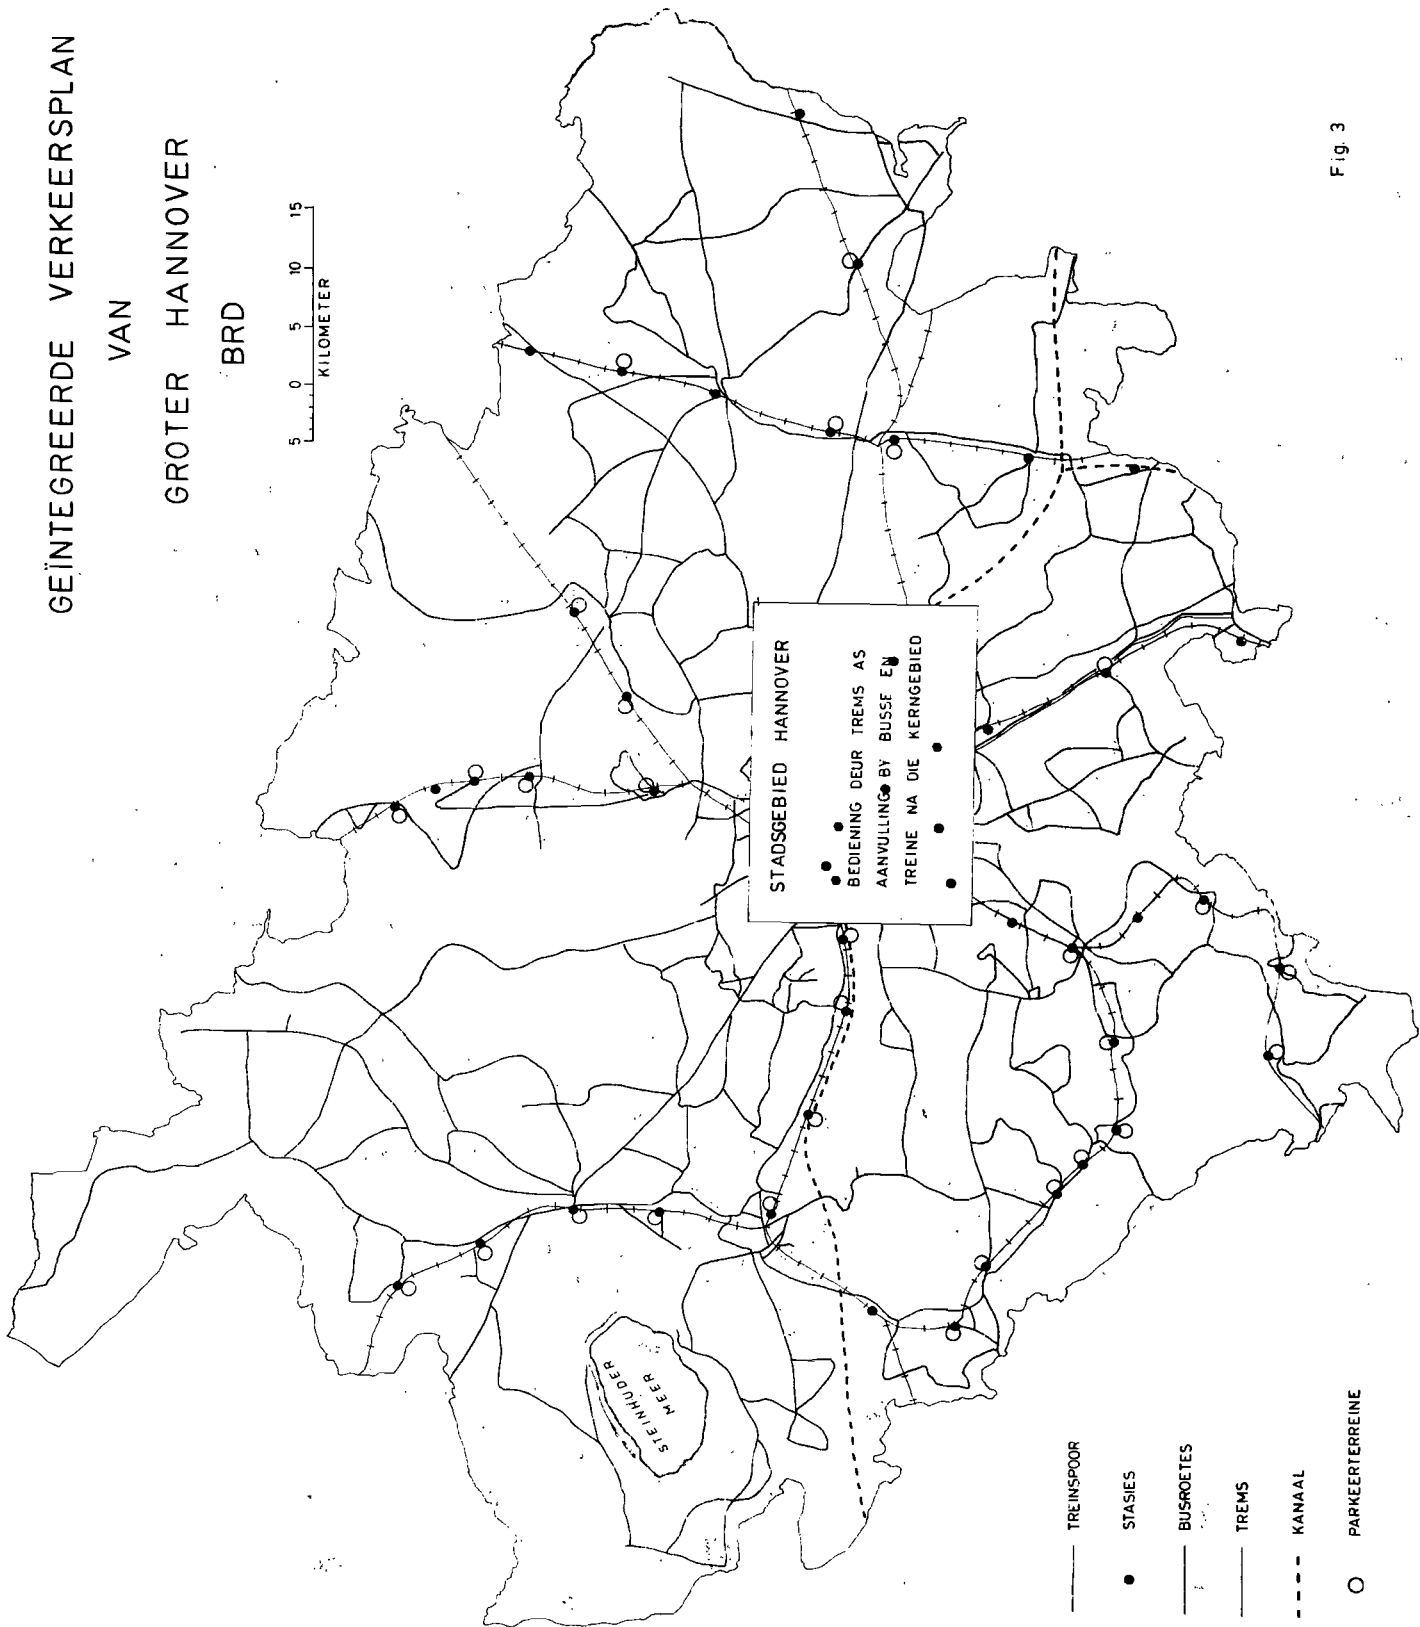 GEÏNTEGREERDE VERKEERSPLAN
VAN
GROTER HANNOVER
BRD
5 0 5 10 15
KILOMETER
STADSGEBIED HANNOVER
BEDIENING DEUR TREMS AS
AANVULLING BY BUSSE EN
TREINE NA DIE KERNGEBIED
STEINHUDER
MEER
TREINSPOOR
STASIES
BUSROETES
TREMS
KANAAL
PARKEERTERREINE
Fig. 3